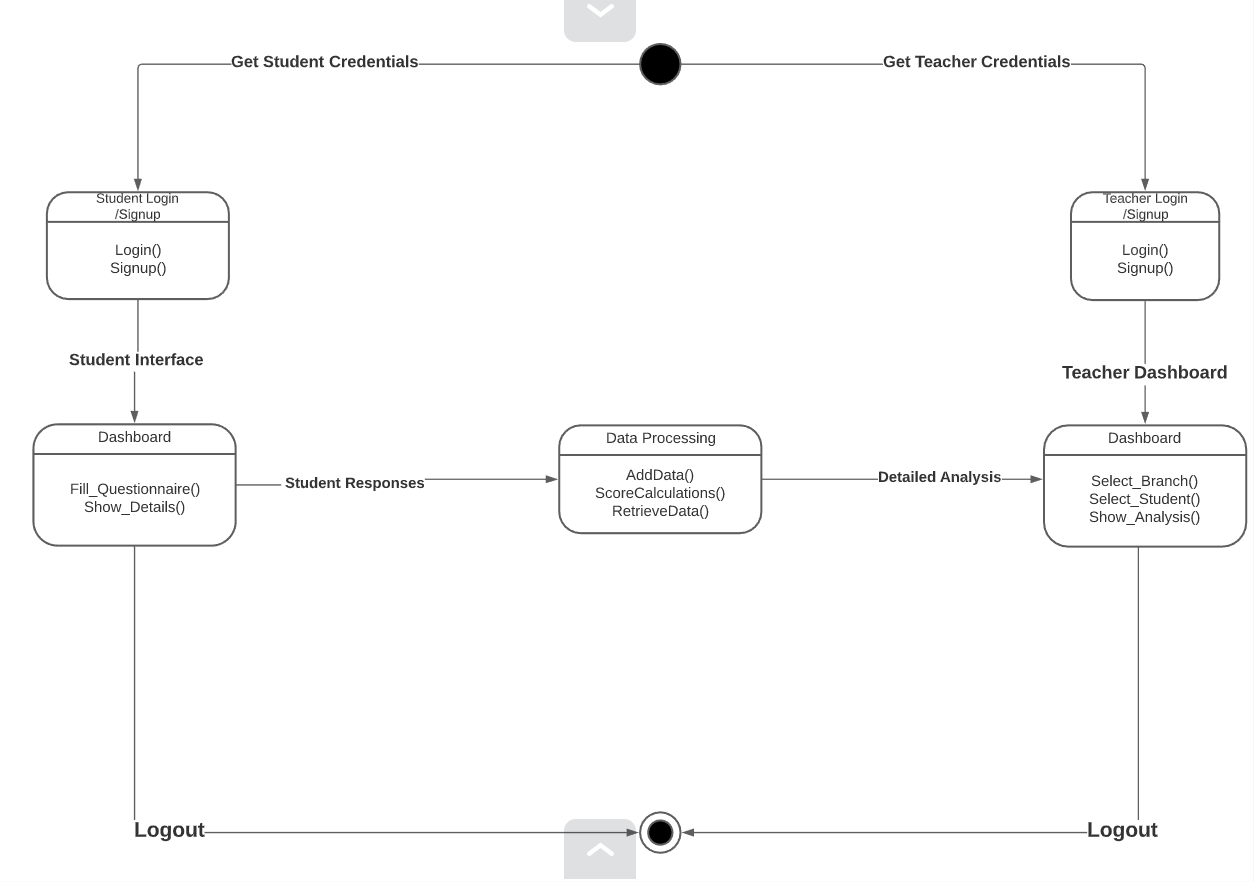 Get Student Credentials
Get Teacher Credentials
Student Login
/Signup
Login()
Signup()
Teacher Login
/Signup
Login()
Signup()
Student Interface
Teacher Dashboard
Dashboard
Fill_Questionnaire()
Show_Details()
Student Responses
Data Processing
AddData()
ScoreCalculations()
RetrieveData()
Detailed Analysis
Dashboard
Select_Branch()
Select_Student()
Show_Analysis()
Logout
Logout